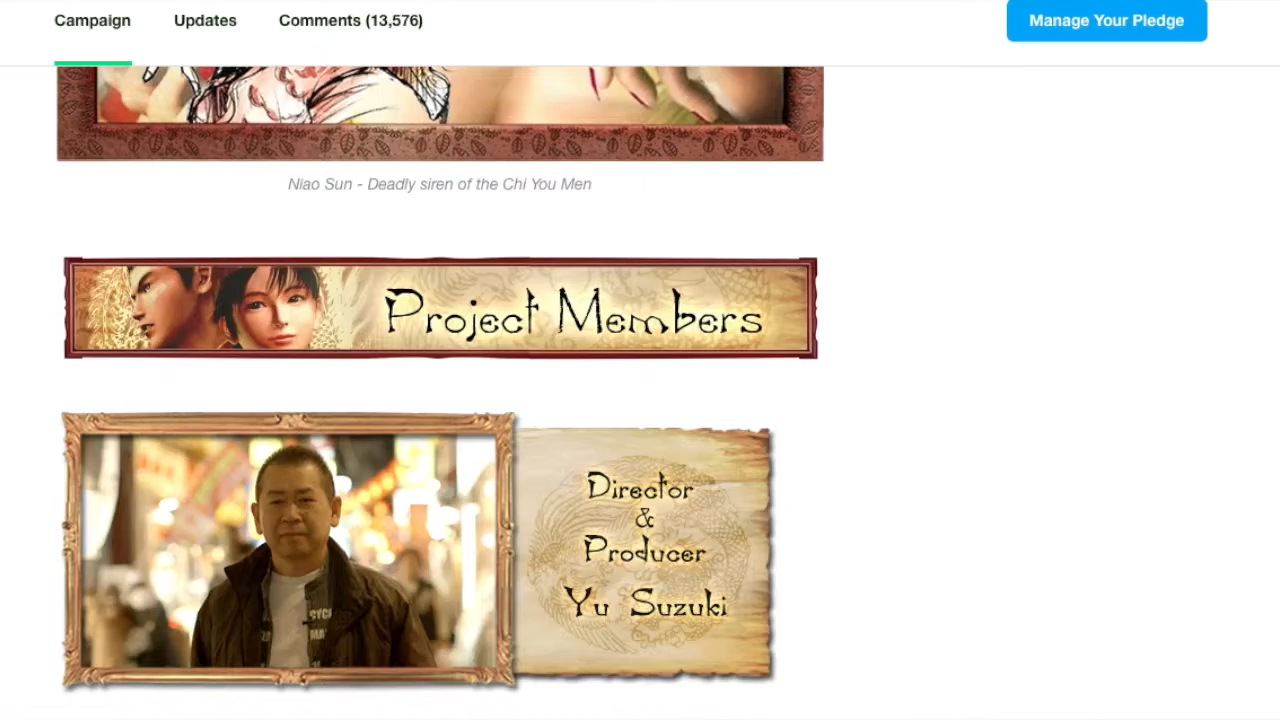 Campaign
Updates
Comments (13,576)
Manage Your Pledge
Niao Sun - Deadly siren of the Chi You Men
Project Members
Director
&
Producer
Yu Suzuki